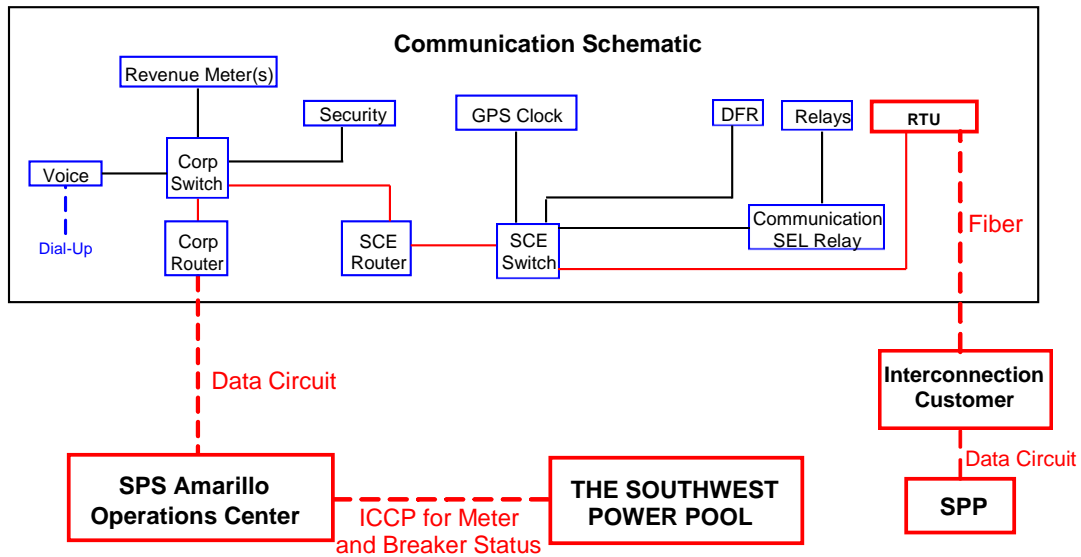 Communication Schematic
Revenue Meter(s)
Security
GPS Clock
DFR
Relays
RTU
Voice
Corp
Switch
Dial-Up
Corp
Router
SCE
Router
SCE
Switch
Communication
SEL Relay
Fiber
Data Circuit
Interconnection
Customer
Data Circuit
SPS Amarillo
Operations Center
ICCP for Meter
and Breaker Status
THE SOUTHWEST
POWER POOL
SPP